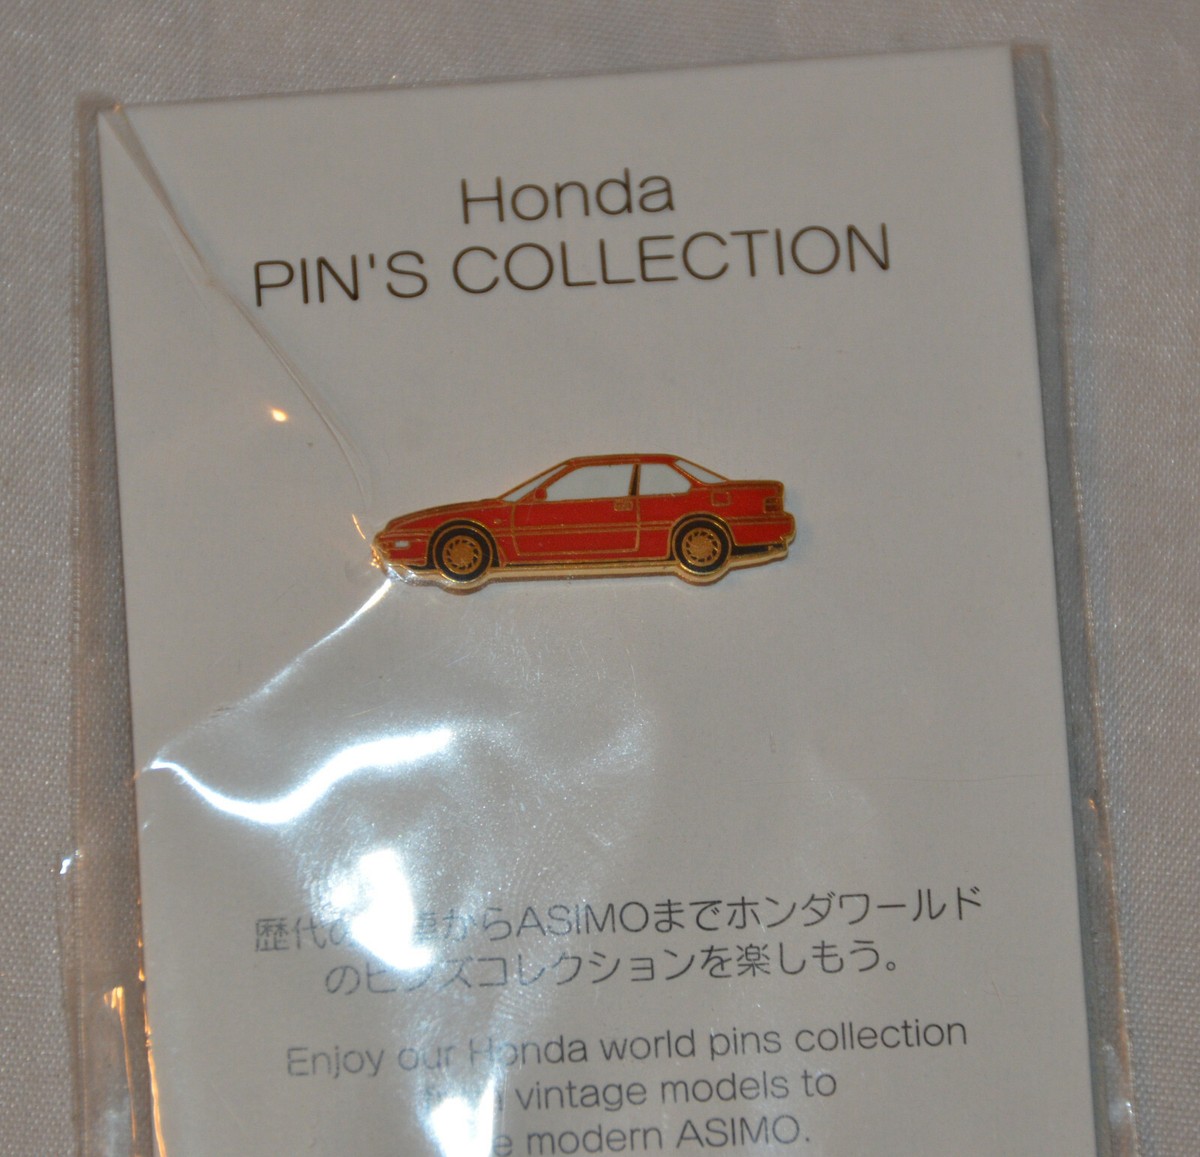 Honda
PIN'S COLLECTION
歴代の 車からASIMOまでホンダワールド
のピンズコレクションを楽しもう。
Enjoy our Honda world pins collection
vintage models to
modern ASIMO.